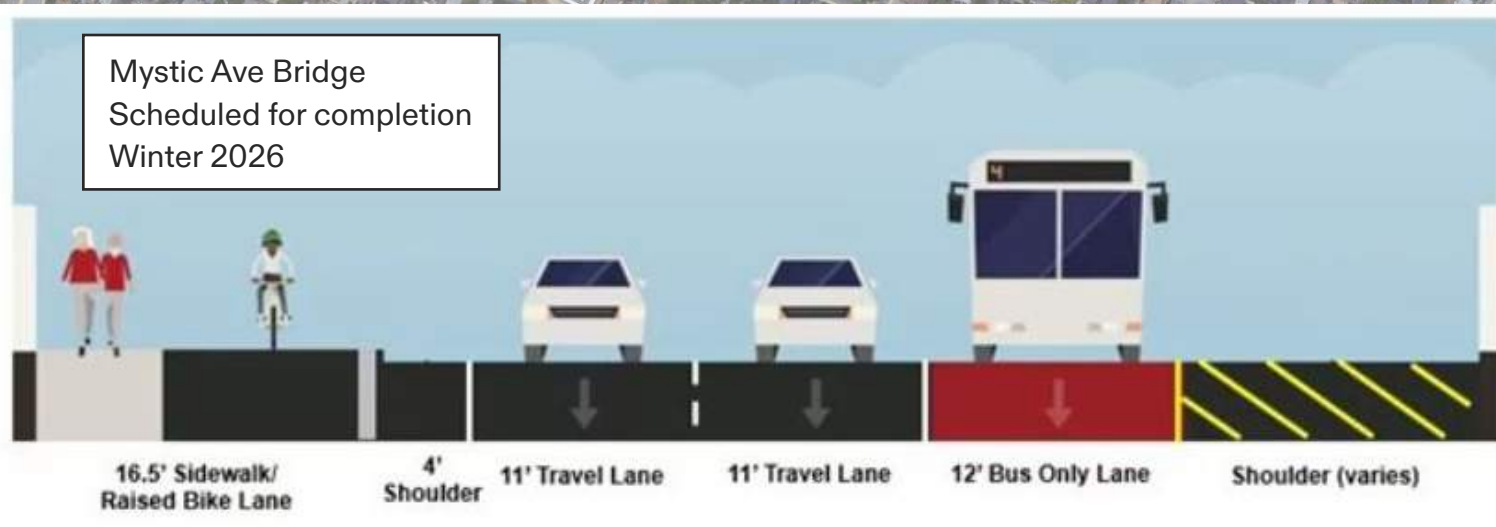 Mystic Ave Bridge
Scheduled for completion
Winter 2026
4
16.5' Sidewalk/
Raised Bike Lane
4'
Shoulder
11' Travel Lane
11' Travel Lane
12' Bus Only Lane
Shoulder (varies)